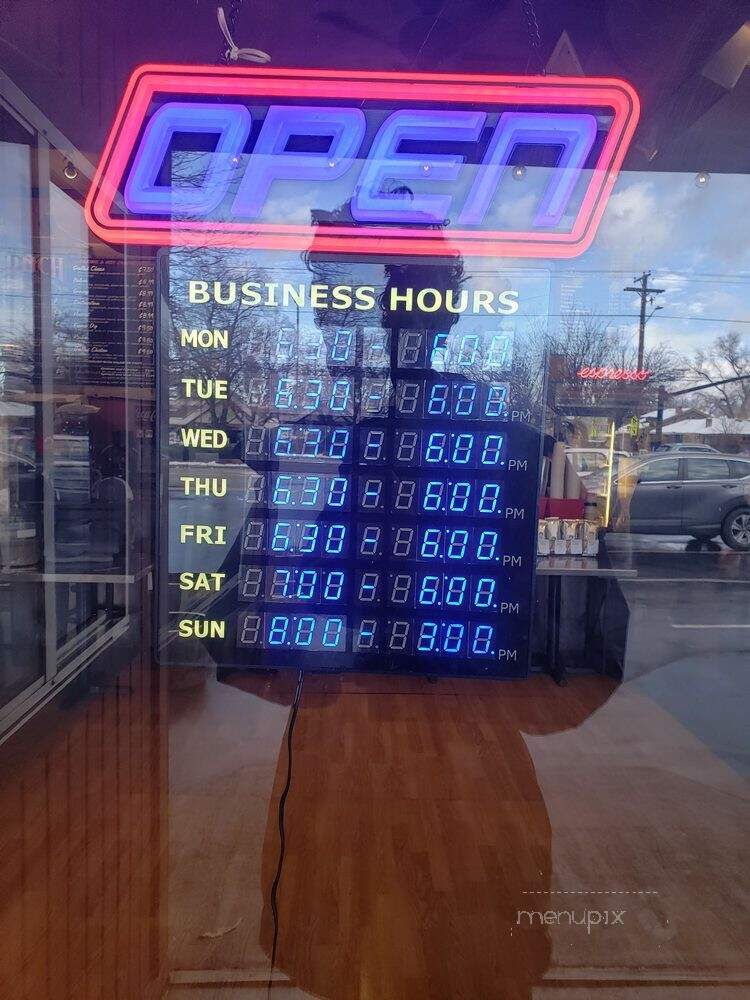 OPEN
BUSINESS HOURS
MON 6:30 - 6:00
TUE 6:30 - 6:00. PM
WED 6:30 - 6:00. PM
THU 6:30 - 6:00. PM
FRI 6:30 - 6:00. PM
SAT 7:00 - 6:00. PM
SUN 8:00 - 3:00. PM
espresso
menupix